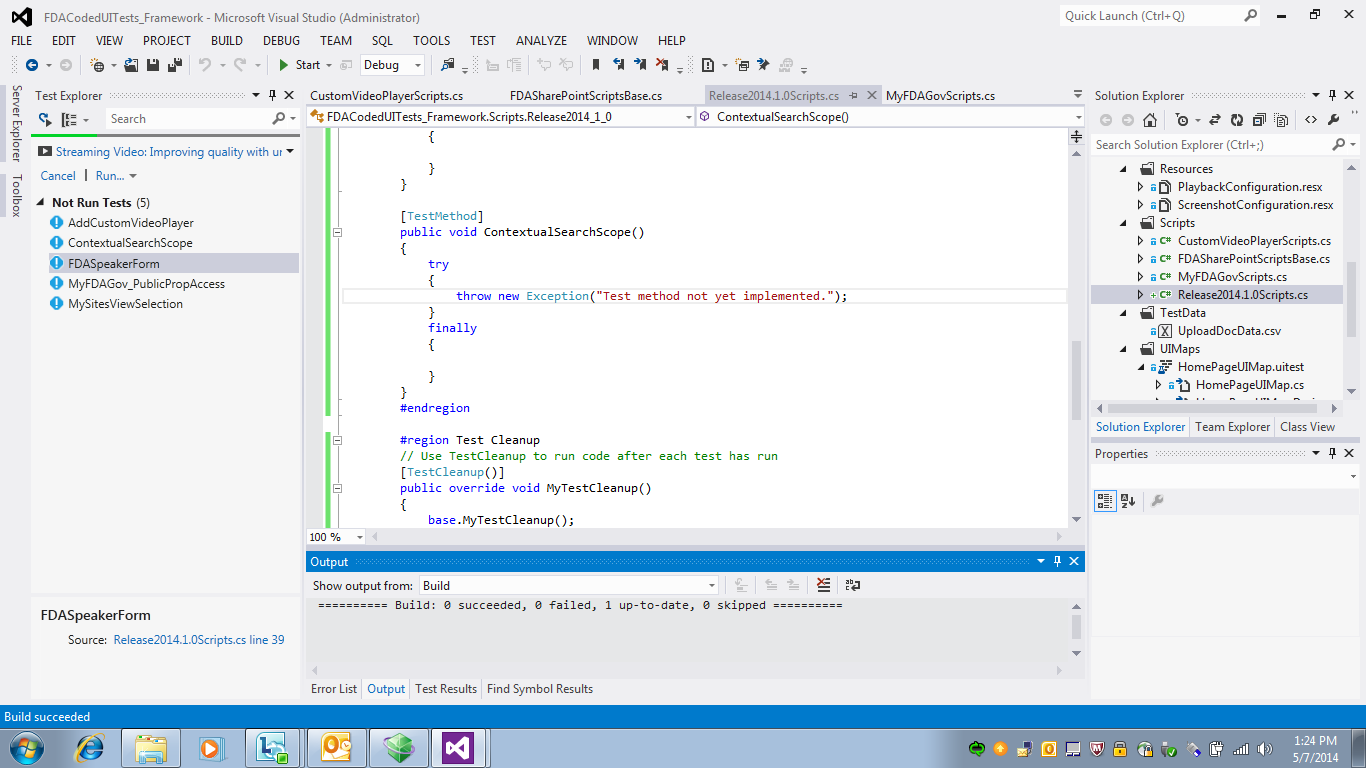 FDACodedUITests_Framework - Microsoft Visual Studio (Administrator)
Quick Launch (Ctrl+Q)
FILE EDIT VIEW PROJECT BUILD DEBUG TEAM SQL TOOLS TEST ANALYZE WINDOW HELP
Start Debug
Server Explorer
Toolbox
Test Explorer
Search
Streaming Video: Improving quality with ur
Cancel | Run...
Not Run Tests (5)
AddCustomVideoPlayer
ContextualSearchScope
FDASpeakerForm
MyFDAGov_PublicPropAccess
MySitesViewSelection
FDASpeakerForm
Source: Release2014.1.0Scripts.cs line 39
CustomVideoPlayerScripts.cs FDASharePointScriptsBase.cs Release2014.1.0Scripts.cs MyFDAGovScripts.cs
FDACodedUITests_Framework.Scripts.Release2014_1_0 ContextualSearchScope()
{
}
}
[TestMethod]
public void ContextualSearchScope()
{
try
{
throw new Exception("Test method not yet implemented.");
}
finally
{
}
}
#endregion
#region Test Cleanup
// Use TestCleanup to run code after each test has run
[TestCleanup()]
public override void MyTestCleanup()
{
base.MyTestCleanup();
100 %
Output
Show output from: Build
========== Build: 0 succeeded, 0 failed, 1 up-to-date, 0 skipped ==========
Error List Output Test Results Find Symbol Results
Solution Explorer
Search Solution Explorer (Ctrl+;)
Resources
PlaybackConfiguration.resx
ScreenshotConfiguration.resx
Scripts
C# CustomVideoPlayerScripts.cs
C# FDASharePointScriptsBase.cs
C# MyFDAGovScripts.cs
C# Release2014.1.0Scripts.cs
TestData
UploadDocData.csv
UIMaps
HomePageUIMap.uitest
HomePageUIMap.cs
Solution Explorer Team Explorer Class View
Properties
Build succeeded
1:24 PM
5/7/2014